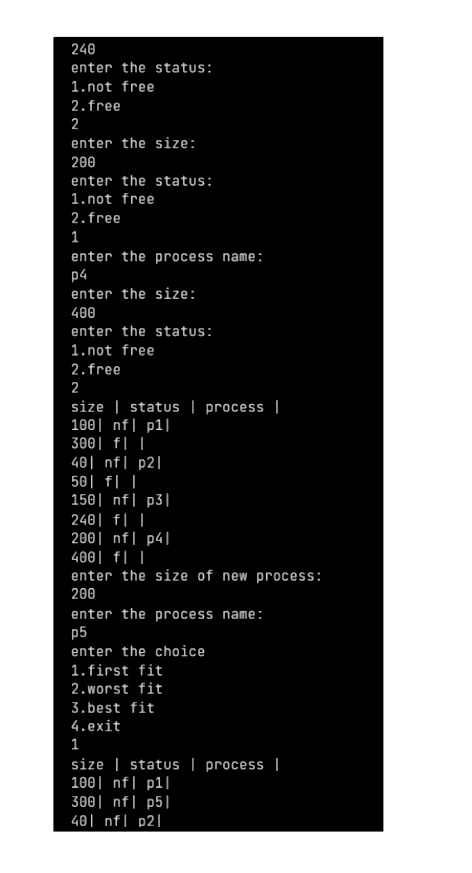 240
enter the status:
1.not free
2.free
2
enter the size:
200
enter the status:
1.not free
2.free
1
enter the process name:
p4
enter the size:
400
enter the status:
1.not free
2.free
2
size | status | process |
100| nf| p1|
300| f| |
40| nf| p2|
50| f| |
150| nf| p3|
240| f| |
200| nf| p4|
400| f| |
enter the size of new process:
200
enter the process name:
p5
enter the choice
1.first fit
2.worst fit
3.best fit
4.exit
1
size | status | process |
100| nf| p1|
300| nf| p5|
40| nf| p2|